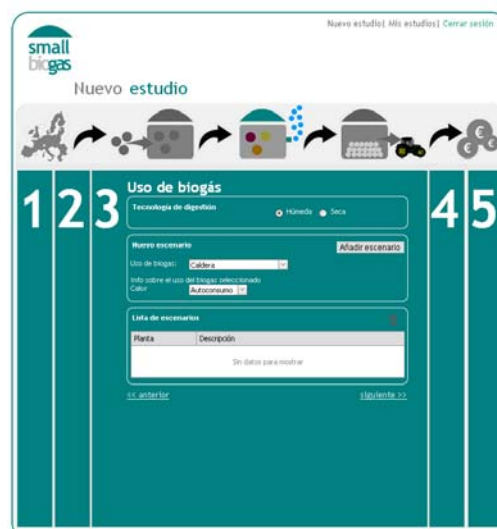 Nuevo estudio| Mis estudios| Cerrar sesión
small
biogas
Nuevo estudio
€
€ €
1 2 3 4 5
Uso de biogás
Tecnología de digestión
Húmeda Seca
Nuevo escenario
Añadir escenario
Uso de biogas: Caldera
Info sobre el uso del biogas seleccionado
Calor Autoconsumo
Lista de escenarios
Planta Descripción
Sin datos para mostrar
<< anterior siguiente >>